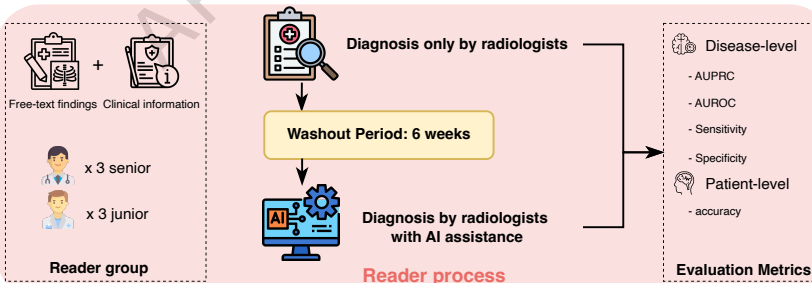 Free-text findings
+
Clinical information
x 3 senior
x 3 junior
Reader group
Diagnosis only by radiologists
Washout Period: 6 weeks
AI
Diagnosis by radiologists
with AI assistance
Reader process
Disease-level
- AUPRC
- AUROC
- Sensitivity
- Specificity
Patient-level
- accuracy
Evaluation Metrics